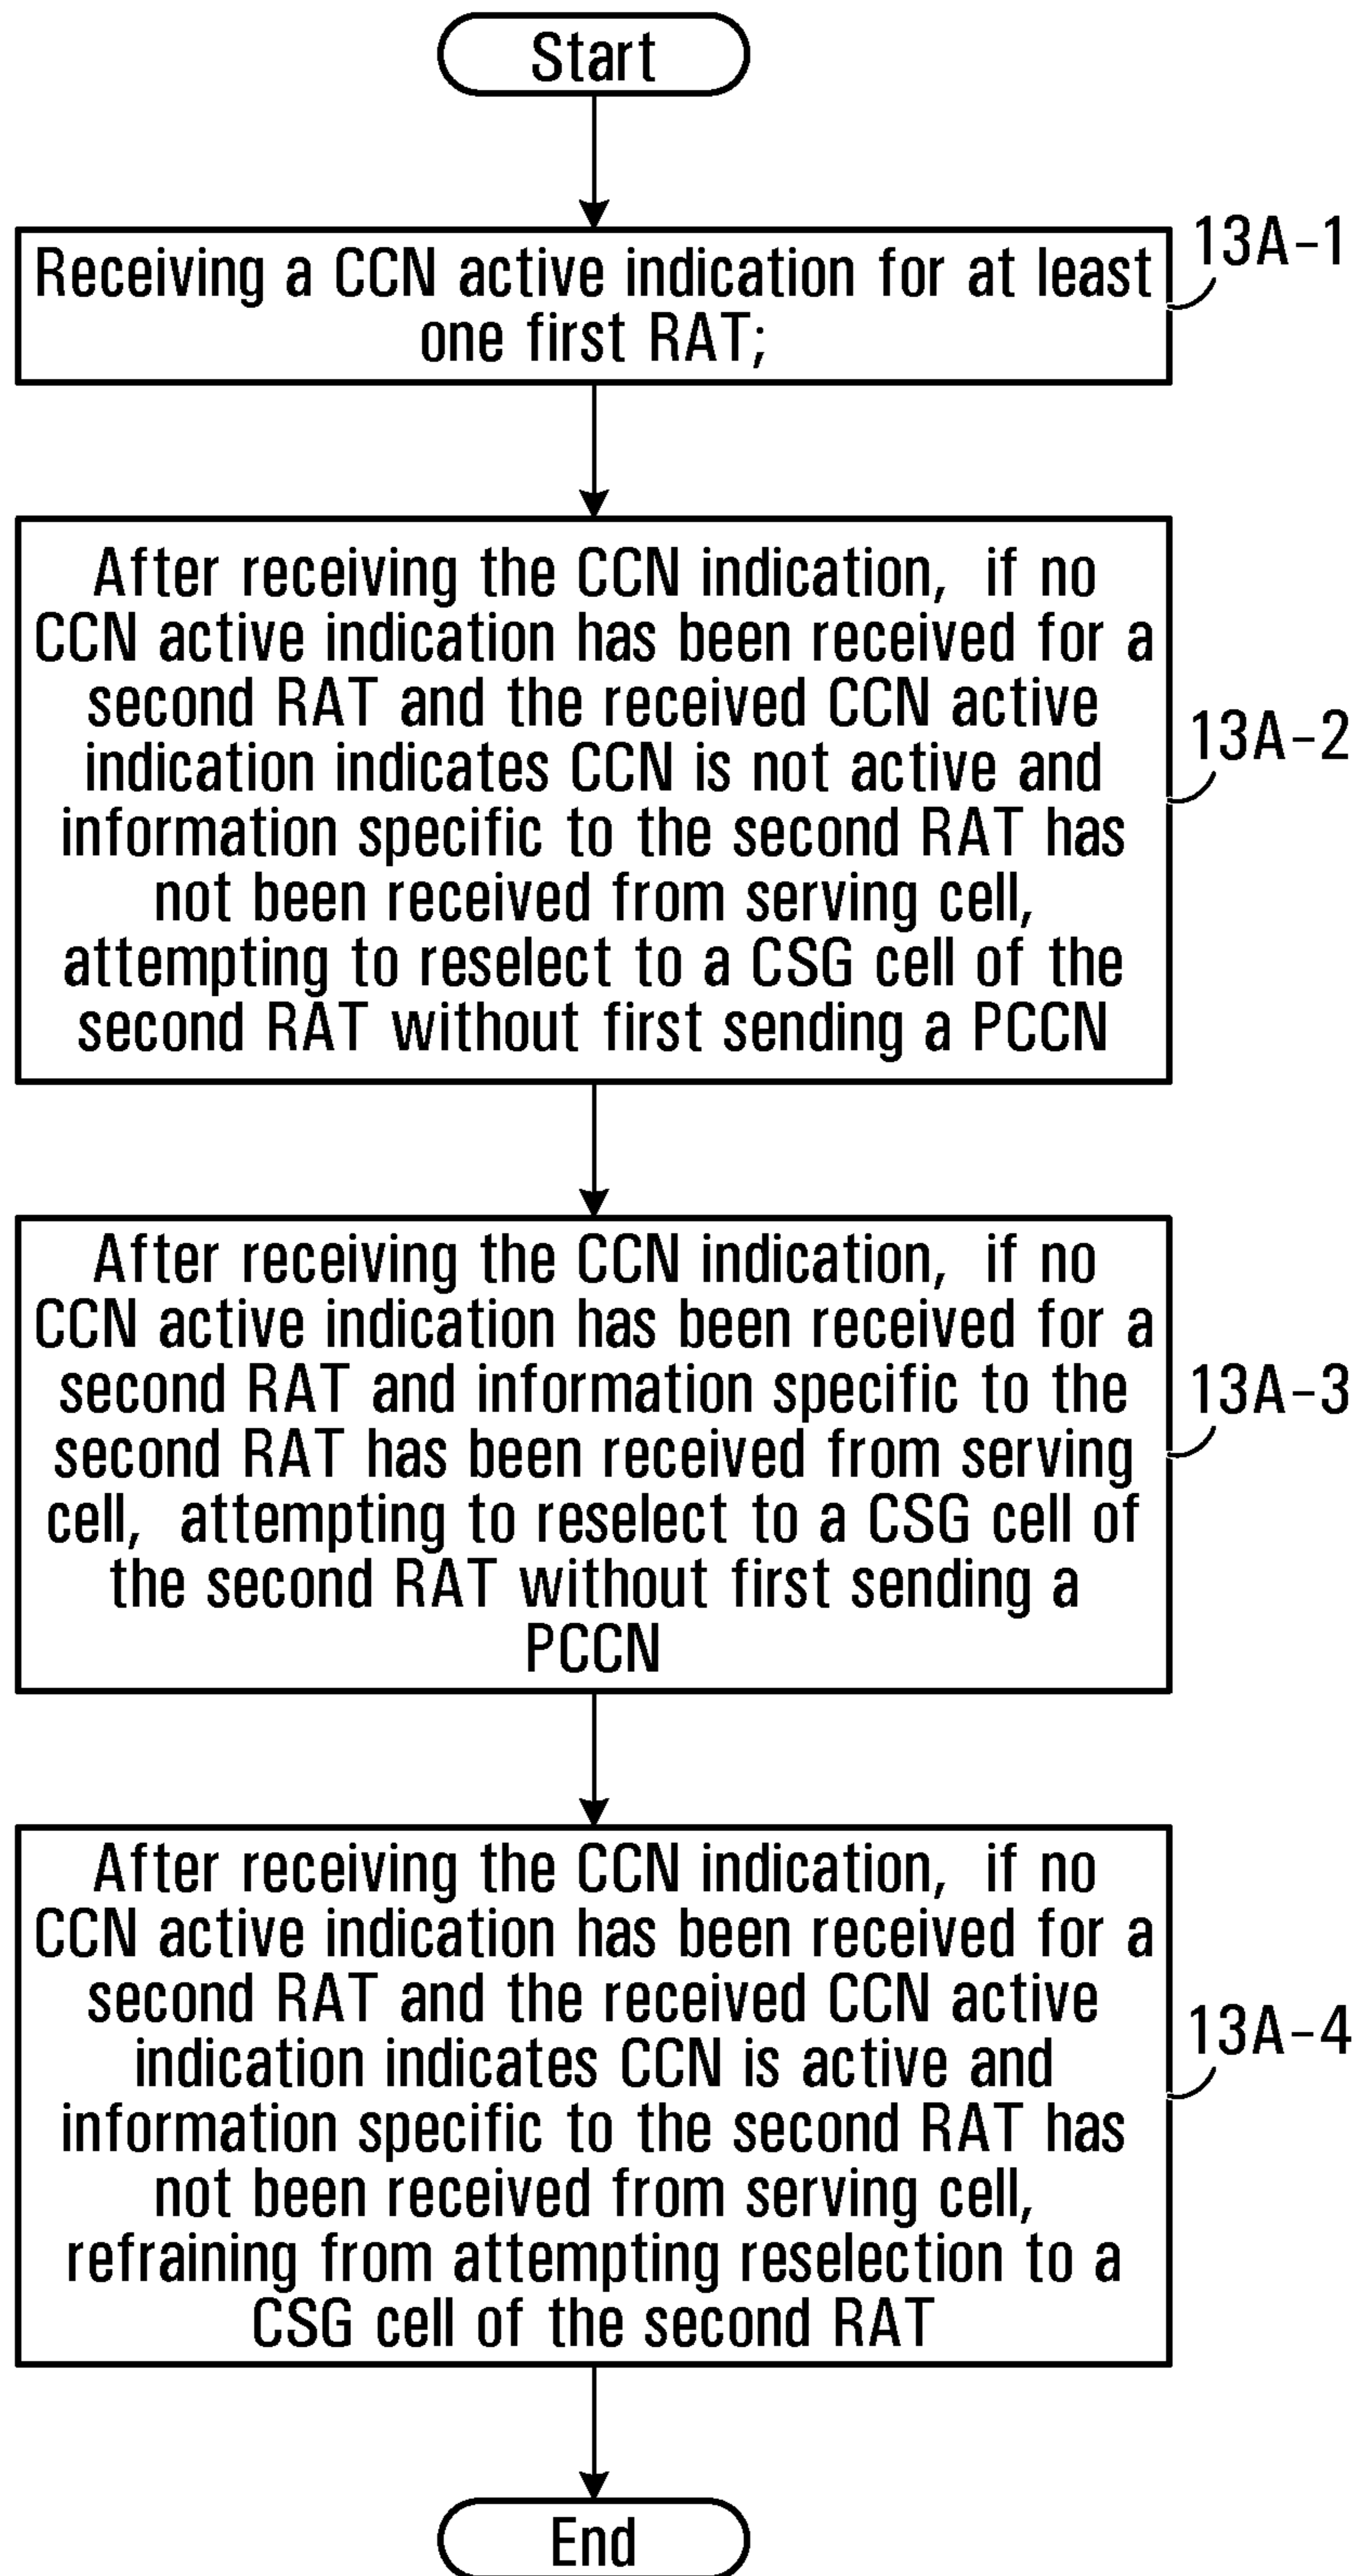 Start
Receiving a CCN active indication for at least
one first RAT;
13A-1
After receiving the CCN indication, if no
CCN active indication has been received for a
second RAT and the received CCN active
indication indicates CCN is not active and
information specific to the second RAT has
not been received from serving cell,
attempting to reselect to a CSG cell of the
second RAT without first sending a PCCN
13A-2
After receiving the CCN indication, if no
CCN active indication has been received for a
second RAT and information specific to the
second RAT has been received from serving
cell, attempting to reselect to a CSG cell of
the second RAT without first sending a
PCCN
13A-3
After receiving the CCN indication, if no
CCN active indication has been received for a
second RAT and the received CCN active
indication indicates CCN is active and
information specific to the second RAT has
not been received from serving cell,
refraining from attempting reselection to a
CSG cell of the second RAT
13A-4
End